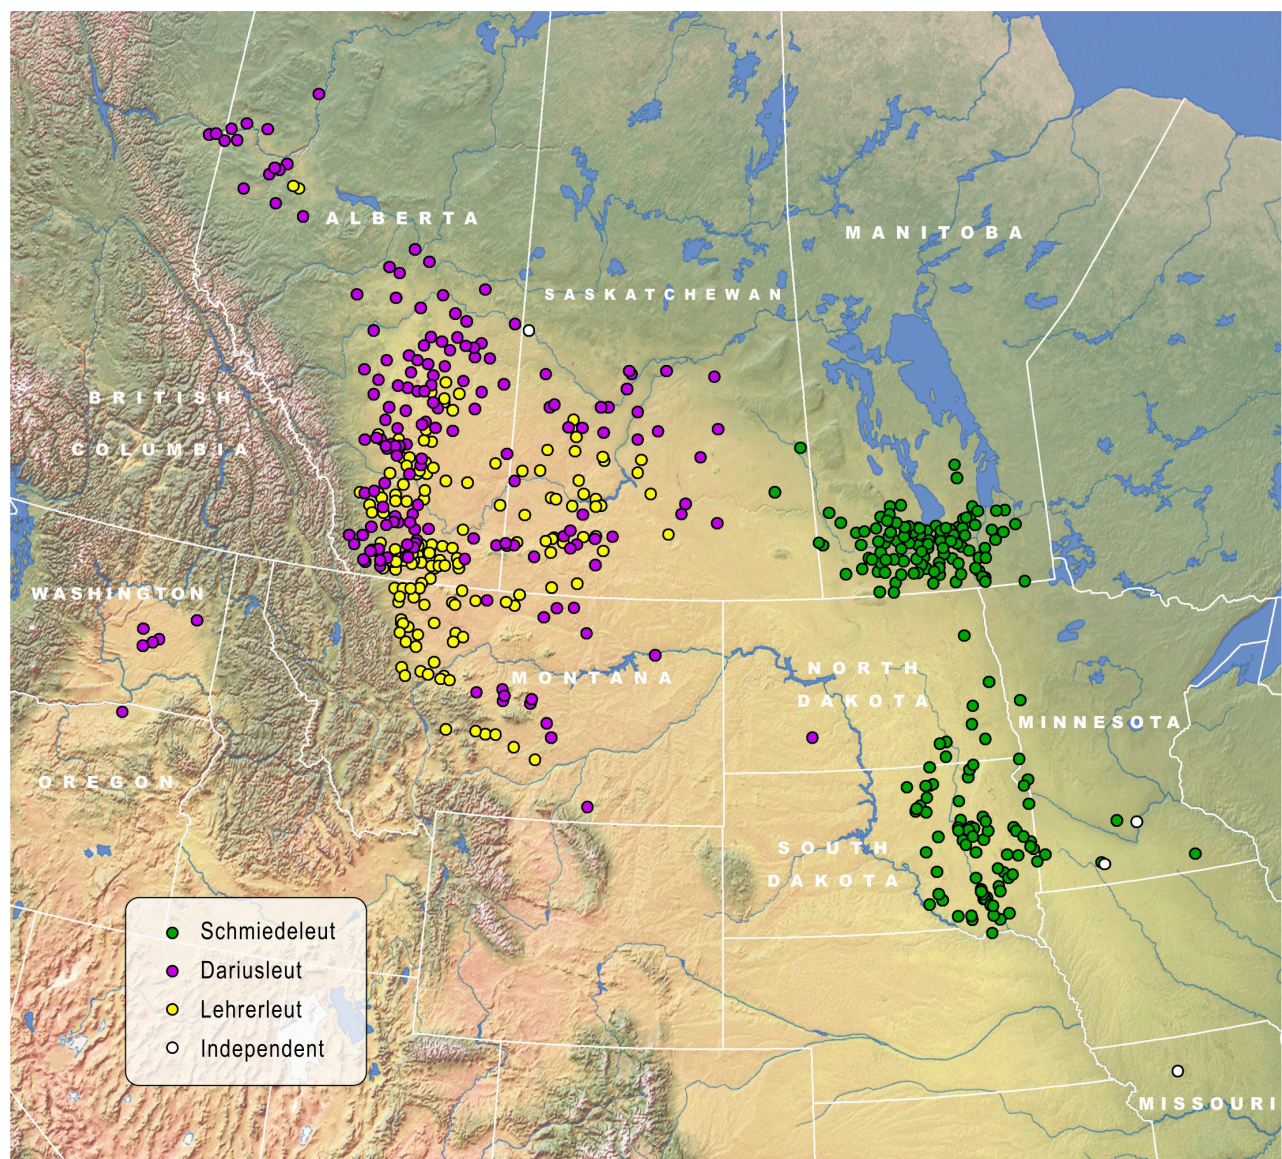 ALBERTA
MANITOBA
SASKATCHEWAN
BRITISH
COLUMBIA
WASHINGTON
NORTH
DAKOTA
MONTANA
MINNESOTA
OREGON
SOUTH
DAKOTA
Schmiedeleut
Dariusleut
Lehrerleut
Independent
MISSOURI